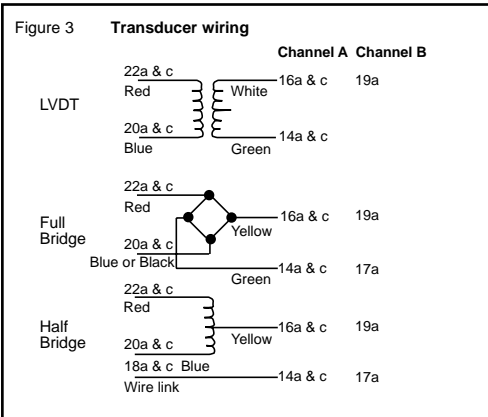 Figure 3 Transducer wiring
Channel A Channel B
22a & c
Red
White
16a & c 19a
LVDT
20a & c
Blue
Green
14a & c
22a & c
Red
Full
Bridge
Yellow
16a & c 19a
20a & c
Blue or Black
Green
14a & c 17a
22a & c
Red
Half
Bridge
Yellow
16a & c 19a
20a & c
18a & c Blue
Wire link
14a & c 17a